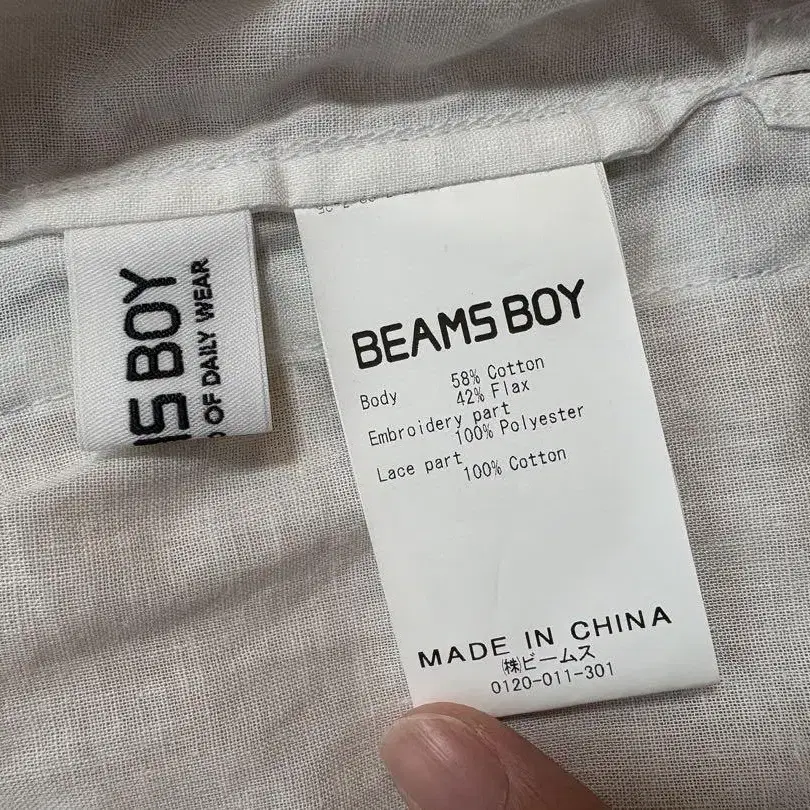 MS BOY
OF DAILY WEAR
BEAMS BOY
Body 58% Cotton
42% Flax
Embroidery part
100% Polyester
Lace part
100% Cotton
MADE IN CHINA
㈱ビームス
0120-011-301